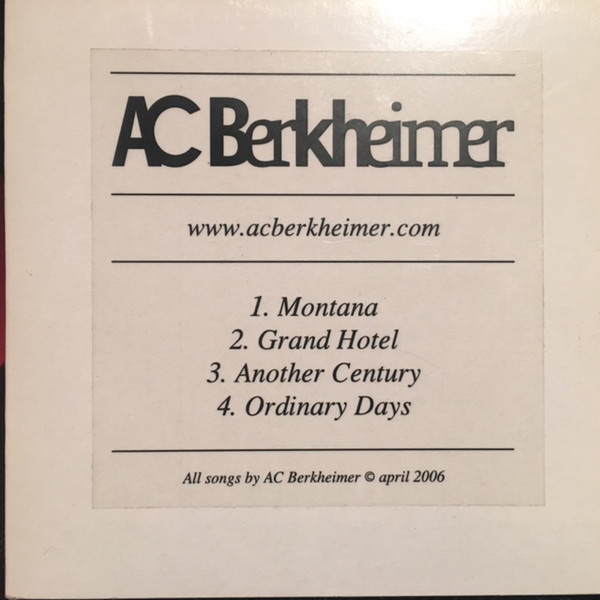 AC Berkheimer
www.acberkheimer.com
1. Montana
2. Grand Hotel
3. Another Century
4. Ordinary Days
All songs by AC Berkheimer © april 2006